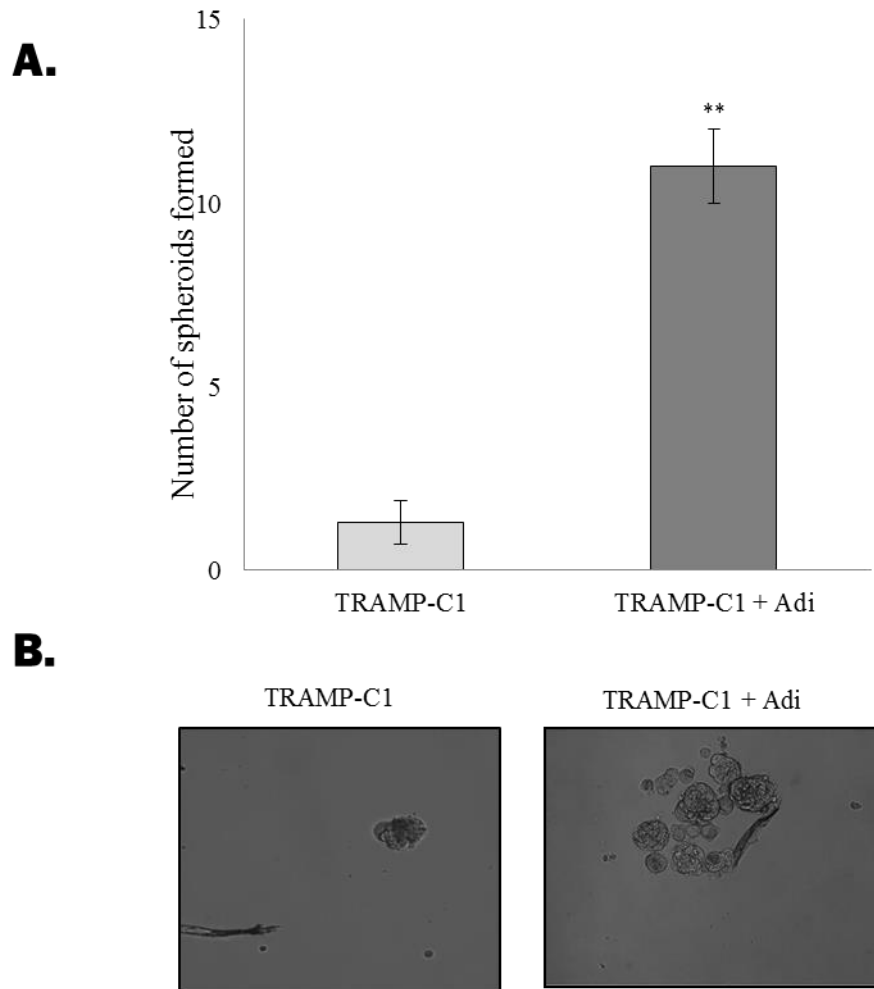 A.
15
10
5
0
Number of spheroids formed
**
TRAMP-C1
TRAMP-C1 + Adi
B.
TRAMP-C1
TRAMP-C1 + Adi